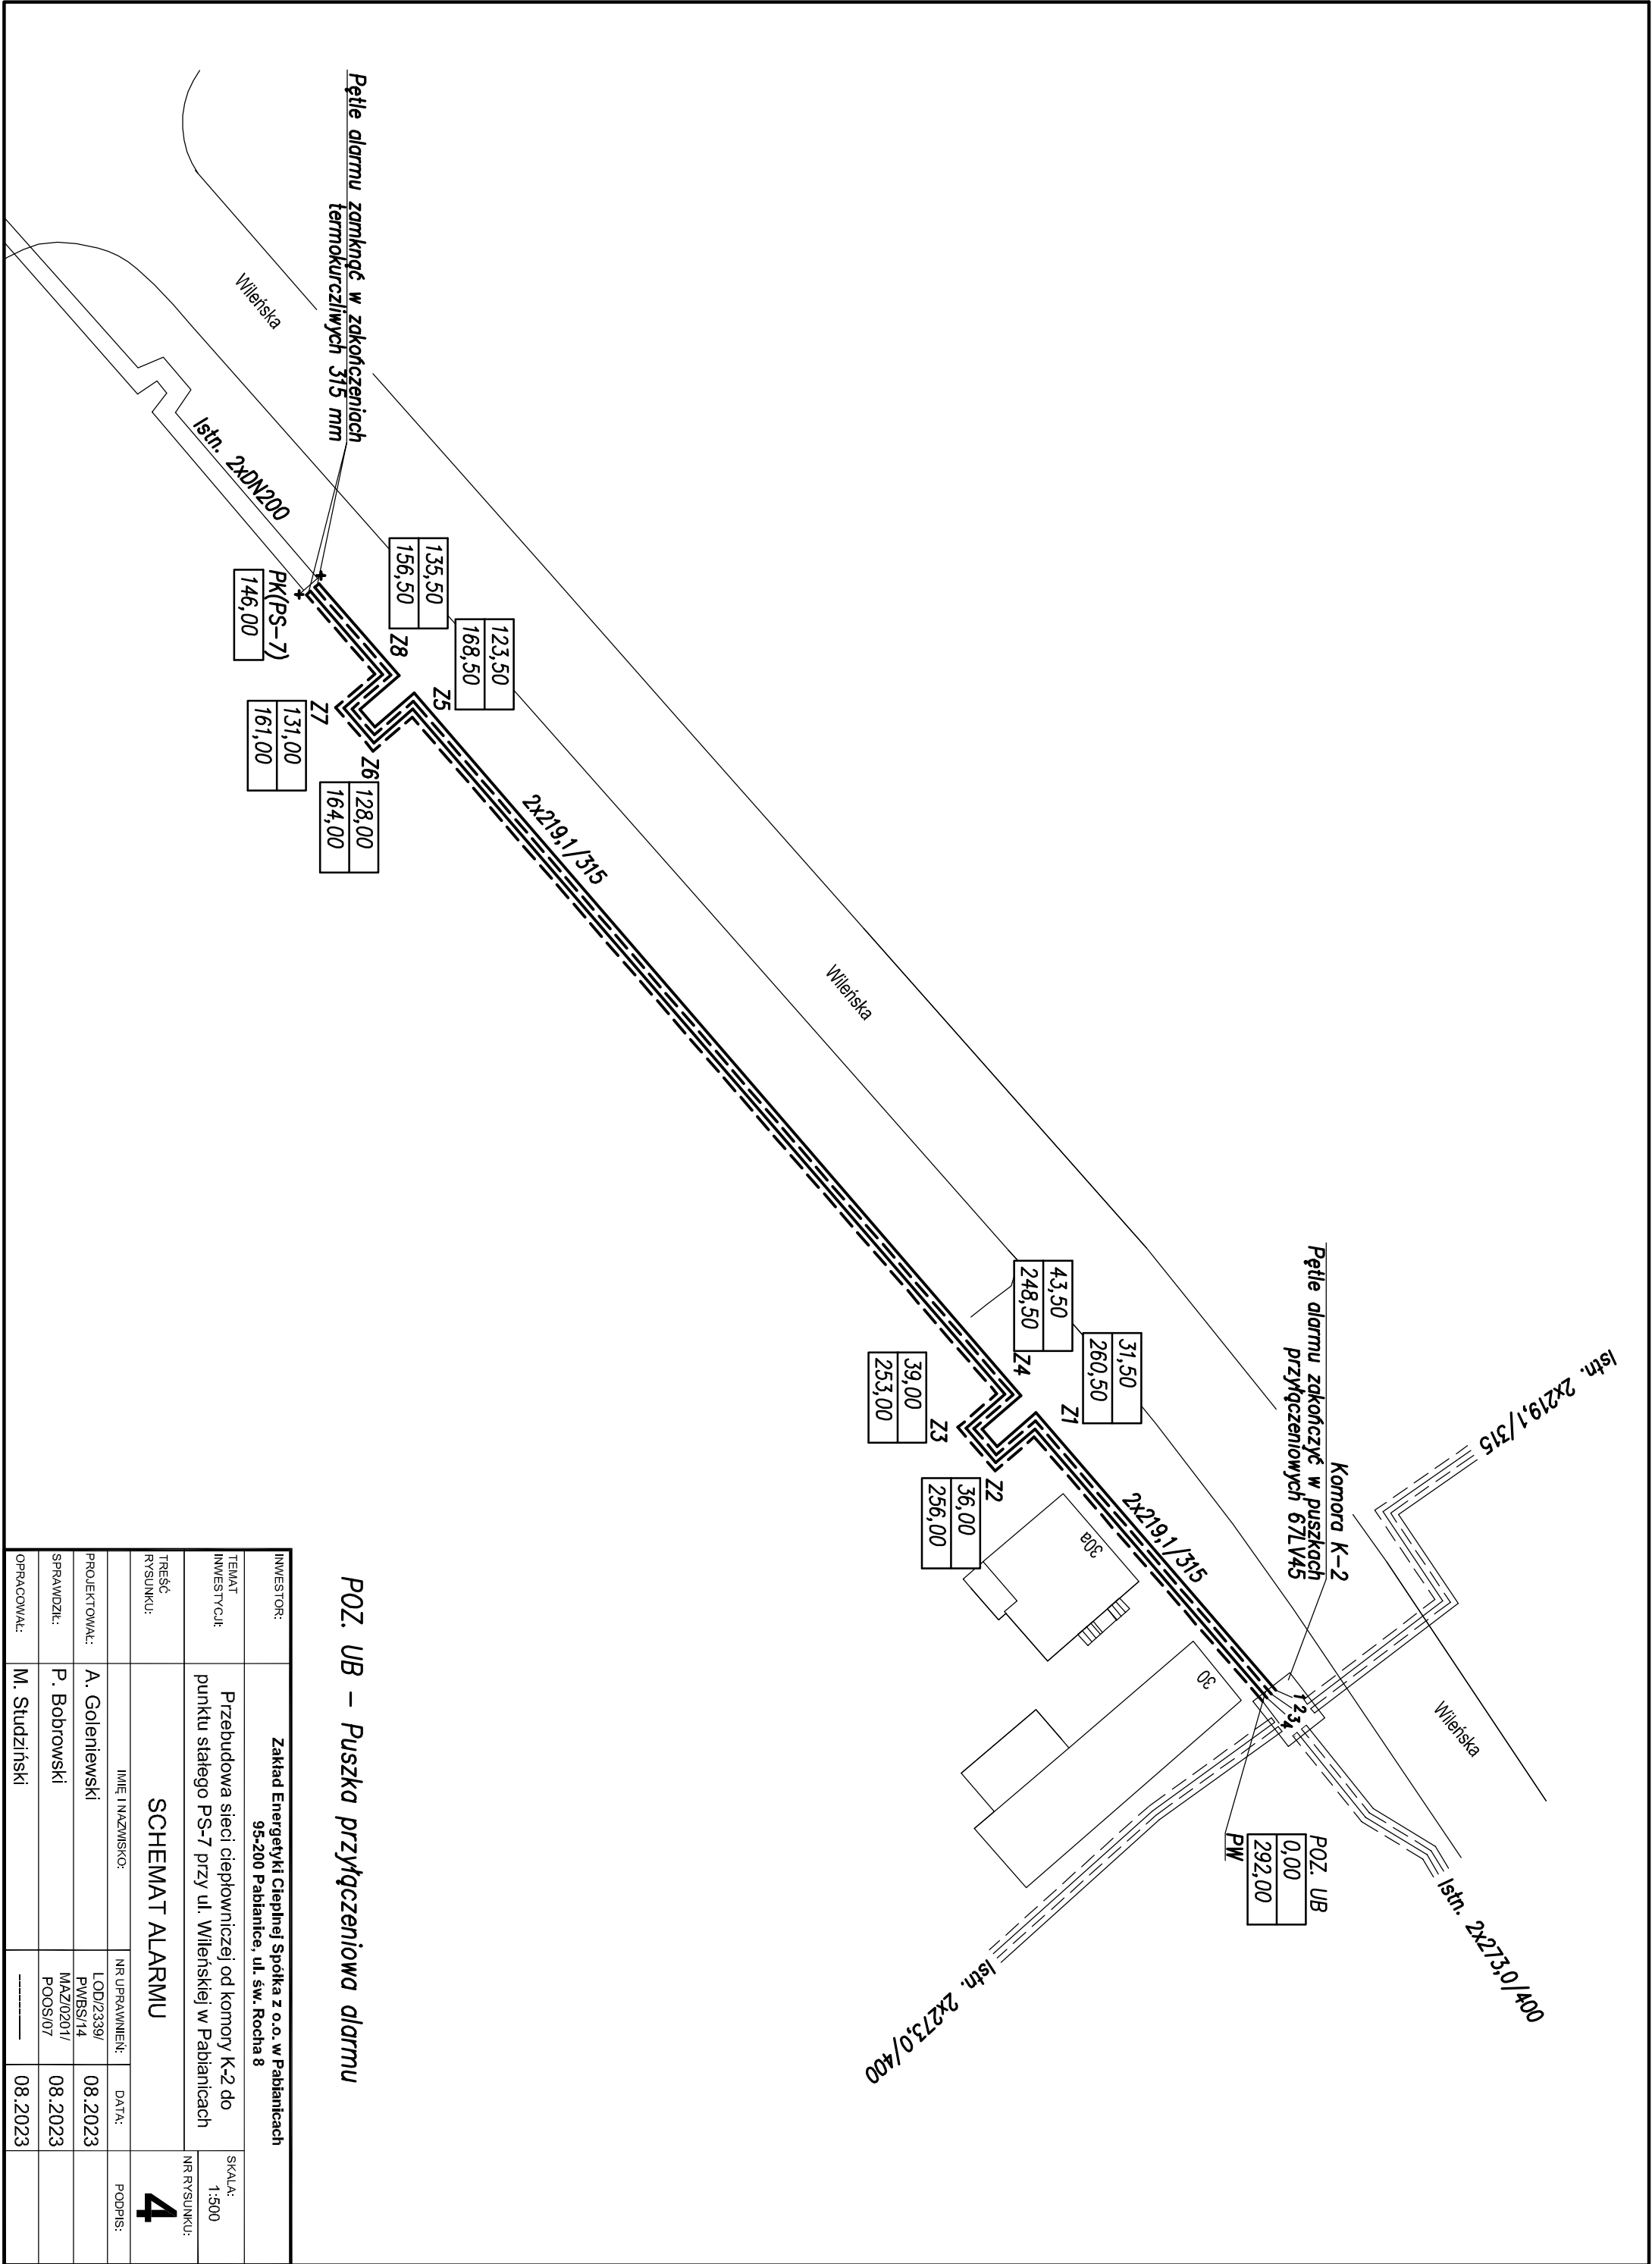 Istn. 2x219,1/315
Komora K-2
Pętle alarmu zakończyć w puszkach
przyłączeniowych 67LV45
Wileńska
Istn. 2x273,0/400
1
2
3
4
POZ. UB
0,00
292,00
PW
2x219,1/315
30a
30
Istn. 2x273,0/400
31,50
260,50
Z1
43,50
248,50
Z4
39,00
253,00
Z3
Z2
36,00
256,00
Wileńska
2x219,1/315
123,50
168,50
Z5
135,50
156,50
Z8
Z6
128,00
164,00
Z7
131,00
161,00
Pętle alarmu zamknąć w zakończeniach
termokurczliwych 315 mm
Wileńska
Istn. 2xDN200
PK(PS-7)
146,00
POZ. UB - Puszka przyłączeniowa alarmu
INWESTOR:
Zakład Energetyki Cieplnej Spółka z o.o. w Pabianicach
95-200 Pabianice, ul. św. Rocha 8
TEMAT
INWESTYCJI:
Przebudowa sieci ciepłowniczej od komory K-2 do
punktu stałego PS-7 przy ul. Wileńskiej w Pabianicach
SKALA:
1:500
TREŚĆ
RYSUNKU:
SCHEMAT ALARMU
NR RYSUNKU:
4
IMIĘ I NAZWISKO:
NR UPRAWNIEŃ:
DATA:
PODPIS:
PROJEKTOWAŁ:
A. Goleniewski
LOD/2339/
PWBS/14
08.2023
SPRAWDZIŁ:
P. Bobrowski
MAZ/0201/
POOS/07
08.2023
OPRACOWAŁ:
M. Studziński
----------
08.2023